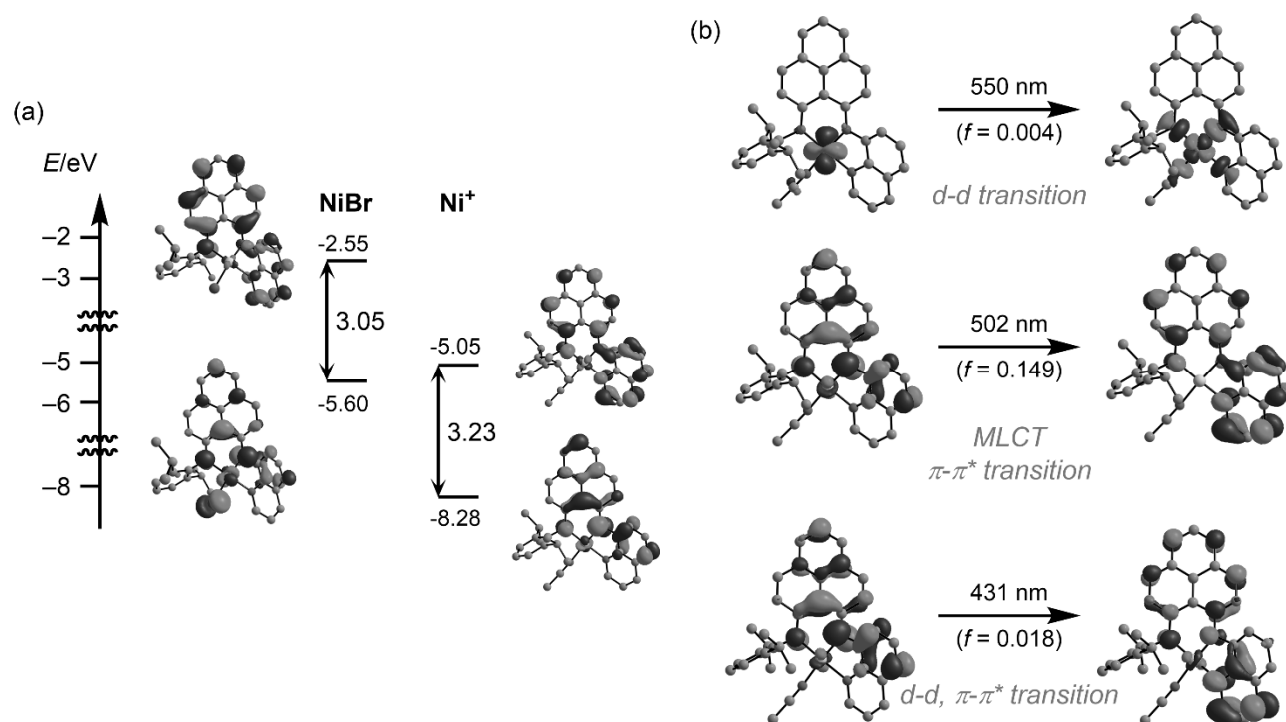 (a)
E/eV
–2
–3
–5
–6
–8
NiBr
-2.55
3.05
-5.60
Ni⁺
-5.05
3.23
-8.28
(b)
550 nm
(f = 0.004)
d-d transition
502 nm
(f = 0.149)
MLCT
π-π* transition
431 nm
(f = 0.018)
d-d, π-π* transition